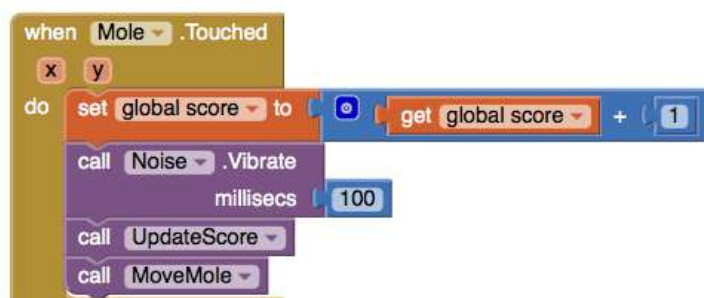 when Mole .Touched
x y
do set global score to get global score + 1
call Noise .Vibrate
millisecs 100
call UpdateScore
call MoveMole